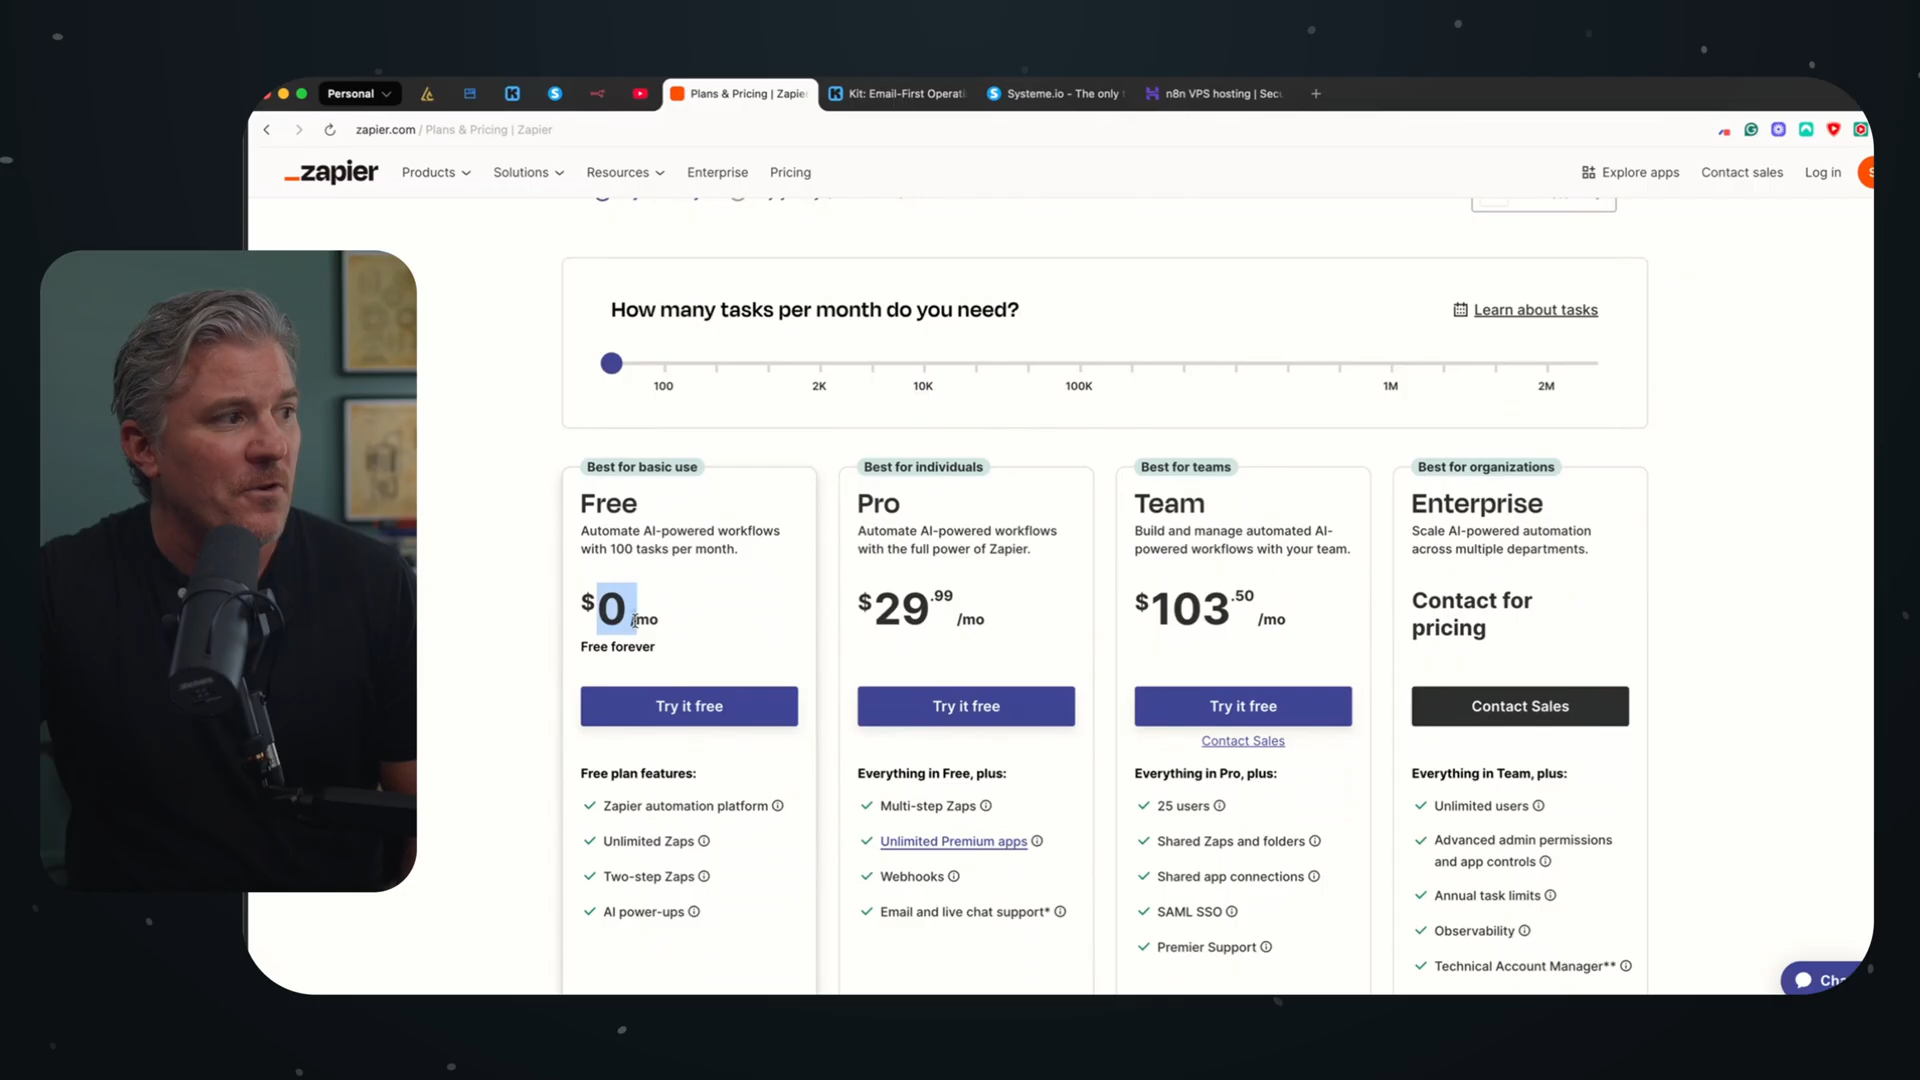 Personal
Plans & Pricing | Zapie
Kit: Email-First Operati
Systeme.io - The only
n8n VPS hosting | Secu
zapier.com / Plans & Pricing | Zapier
zapier
Products
Solutions
Resources
Enterprise
Pricing
Explore apps
Contact sales
Log in
S
How many tasks per month do you need?
Learn about tasks
100
2K
10K
100K
1M
2M
Best for basic use
Free
Automate AI-powered workflows
with 100 tasks per month.
$0 /mo
Free forever
Try it free
Free plan features:
Zapier automation platform
Unlimited Zaps
Two-step Zaps
AI power-ups
Best for individuals
Pro
Automate AI-powered workflows
with the full power of Zapier.
$29.99 /mo
Try it free
Everything in Free, plus:
Multi-step Zaps
Unlimited Premium apps
Webhooks
Email and live chat support*
Best for teams
Team
Build and manage automated AI-
powered workflows with your team.
$103.50 /mo
Try it free
Contact Sales
Everything in Pro, plus:
25 users
Shared Zaps and folders
Shared app connections
SAML SSO
Premier Support
Best for organizations
Enterprise
Scale AI-powered automation
across multiple departments.
Contact for
pricing
Contact Sales
Everything in Team, plus:
Unlimited users
Advanced admin permissions
and app controls
Annual task limits
Observability
Technical Account Manager**